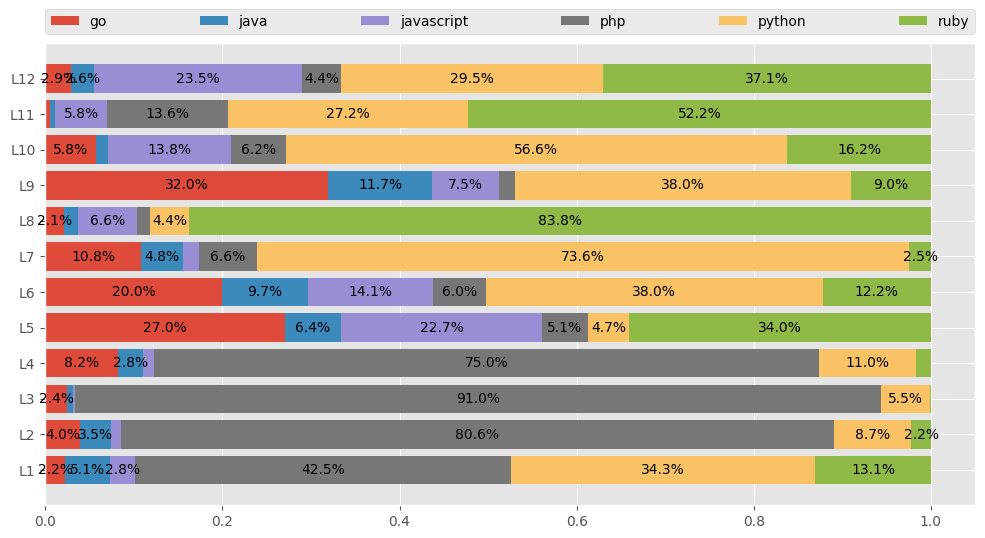 go java javascript php python ruby
L12 2.9% 2.6% 23.5% 4.4% 29.5% 37.1%
L11 5.8% 13.6% 27.2% 52.2%
L10 5.8% 13.8% 6.2% 56.6% 16.2%
L9 32.0% 11.7% 7.5% 38.0% 9.0%
L8 2.1% 6.6% 4.4% 83.8%
L7 10.8% 4.8% 6.6% 73.6% 2.5%
L6 20.0% 9.7% 14.1% 6.0% 38.0% 12.2%
L5 27.0% 6.4% 22.7% 5.1% 4.7% 34.0%
L4 8.2% 2.8% 75.0% 11.0%
L3 2.4% 91.0% 5.5%
L2 4.0% 3.5% 80.6% 8.7% 2.2%
L1 2.2% 5.1% 2.8% 42.5% 34.3% 13.1%
0.0 0.2 0.4 0.6 0.8 1.0